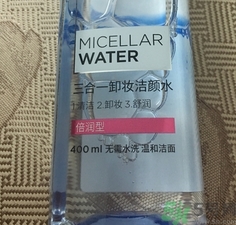 MICELLAR
WATER
三合一卸妆洁颜水
1.清洁 2.卸妆 3.舒润
倍润型
400 ml 无需水洗 温和洁面